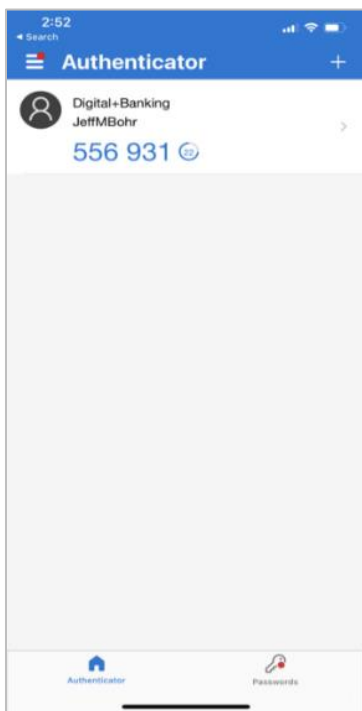 2:52
◄ Search
Authenticator
Digital+Banking
JeffMBohr
556 931 22
Authenticator
Passwords